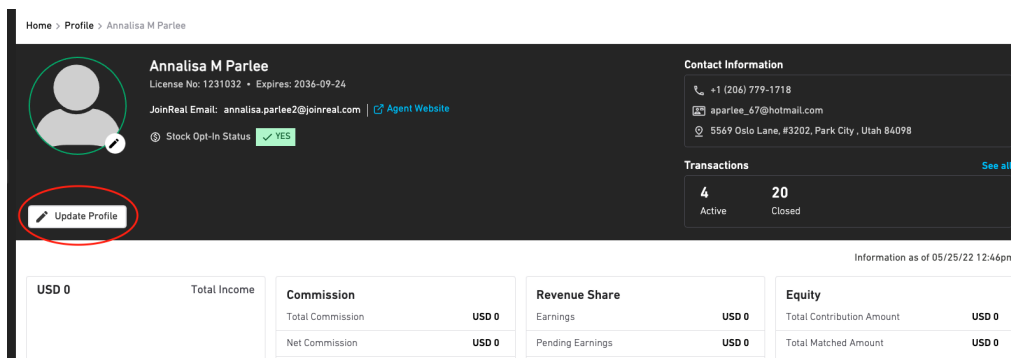 Home > Profile > Annalisa M Parlee
Annalisa M Parlee
License No: 1231032 • Expires: 2036-09-24
JoinReal Email: annalisa.parlee2@joinreal.com | Agent Website
Stock Opt-In Status YES
Update Profile
Contact Information
+1 (206) 779-1718
aparlee_67@hotmail.com
5569 Oslo Lane, #3202, Park City , Utah 84098
Transactions See all
4 20
Active Closed
Information as of 05/25/22 12:46pm
USD 0 Total Income
Commission
Total Commission USD 0
Net Commission USD 0
Revenue Share
Earnings USD 0
Pending Earnings USD 0
Equity
Total Contribution Amount USD 0
Total Matched Amount USD 0